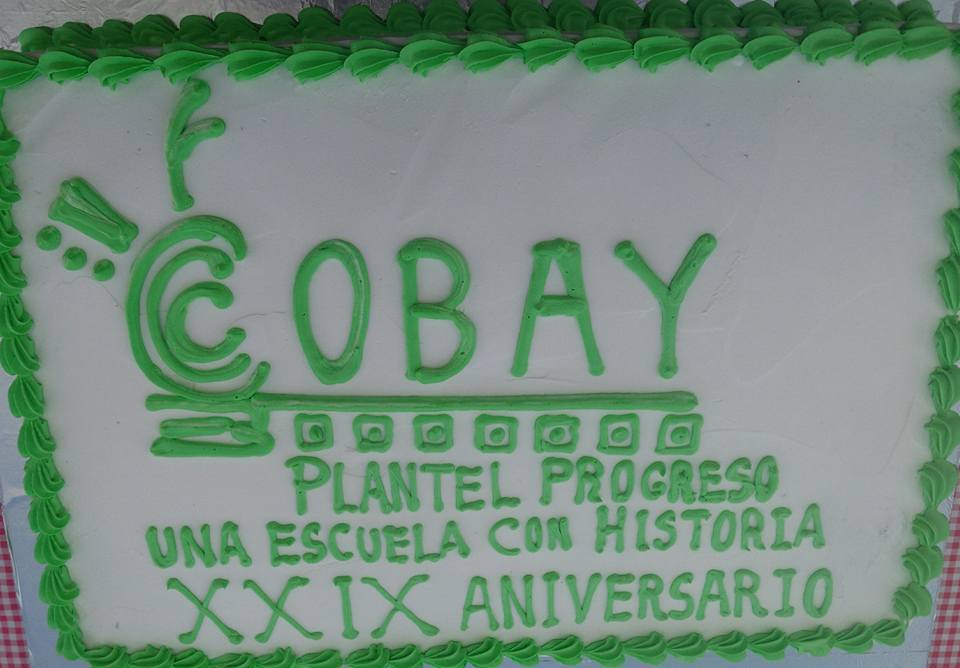 COBAY
PLANTEL PROGRESO
UNA ESCUELA CON HISTORIA
XXIX ANIVERSARIO